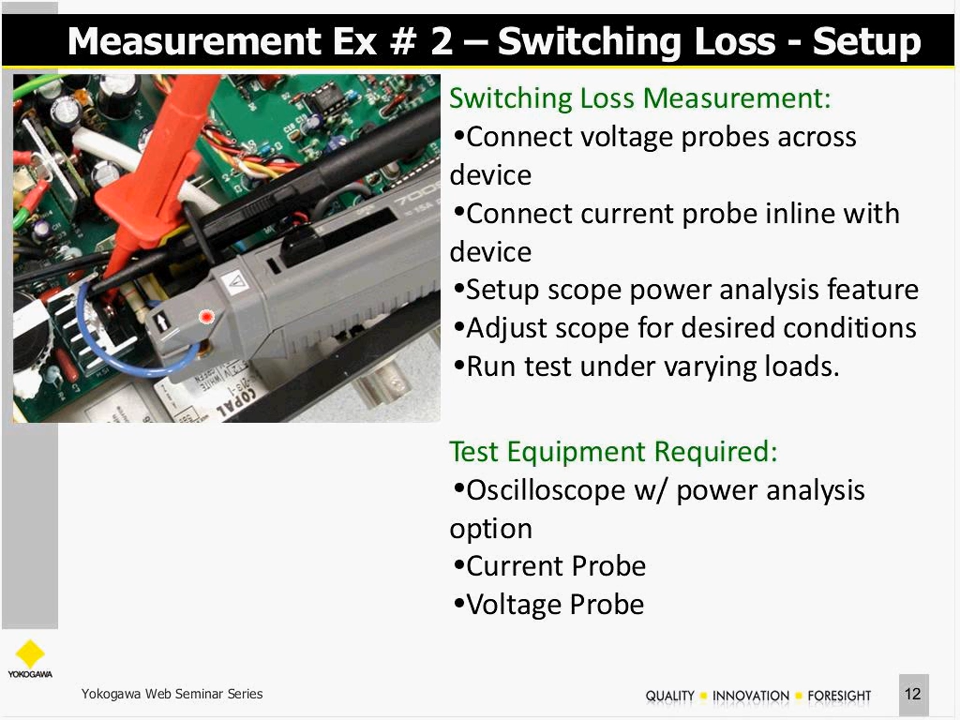 Measurement Ex # 2 – Switching Loss - Setup
Switching Loss Measurement:
•Connect voltage probes across
device
•Connect current probe inline with
device
•Setup scope power analysis feature
•Adjust scope for desired conditions
•Run test under varying loads.
Test Equipment Required:
•Oscilloscope w/ power analysis
option
•Current Probe
•Voltage Probe
COPAL
YOKOGAWA
Yokogawa Web Seminar Series
QUALITY ■ INNOVATION ■ FORESIGHT
12